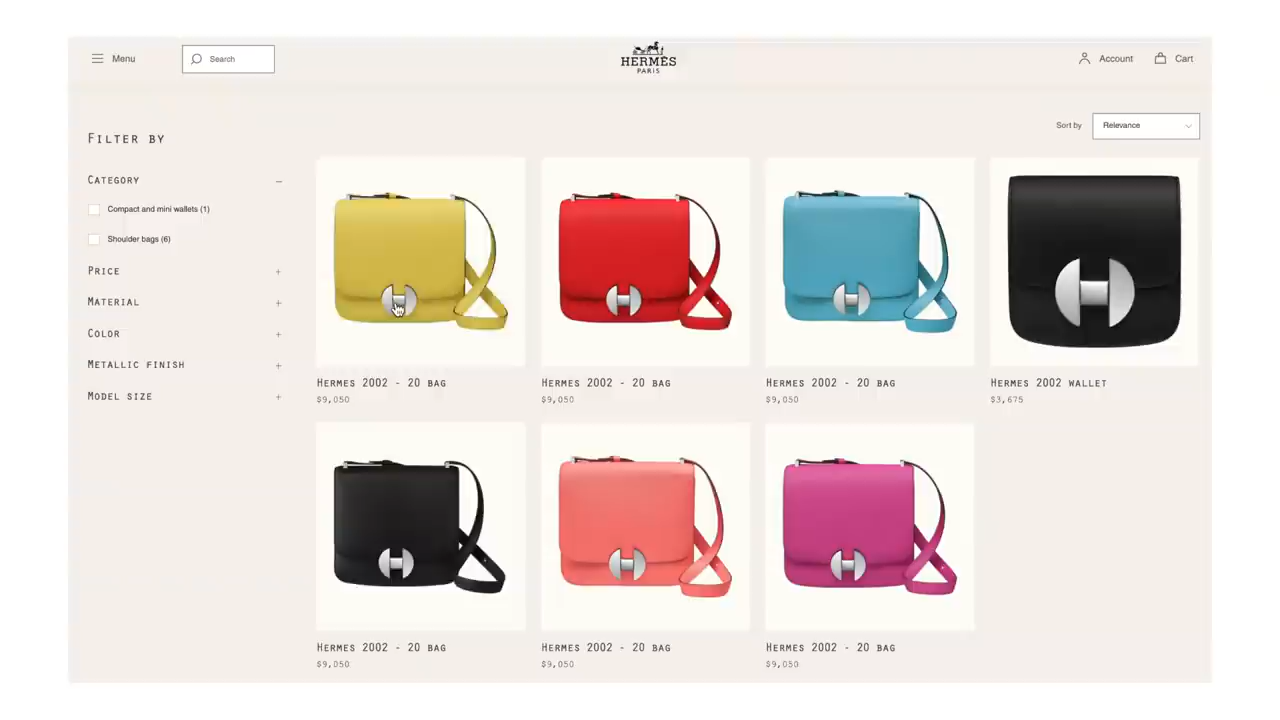 Menu
Search
HERMÈS
PARIS
Account
Cart
Sort by
Relevance
FILTER BY
CATEGORY
Compact and mini wallets (1)
Shoulder bags (6)
PRICE
MATERIAL
COLOR
METALLIC FINISH
MODEL SIZE
HERMES 2002 - 20 BAG
$9,050
HERMES 2002 - 20 BAG
$9,050
HERMES 2002 - 20 BAG
$9,050
HERMES 2002 WALLET
$3,675
HERMES 2002 - 20 BAG
$9,050
HERMES 2002 - 20 BAG
$9,050
HERMES 2002 - 20 BAG
$9,050